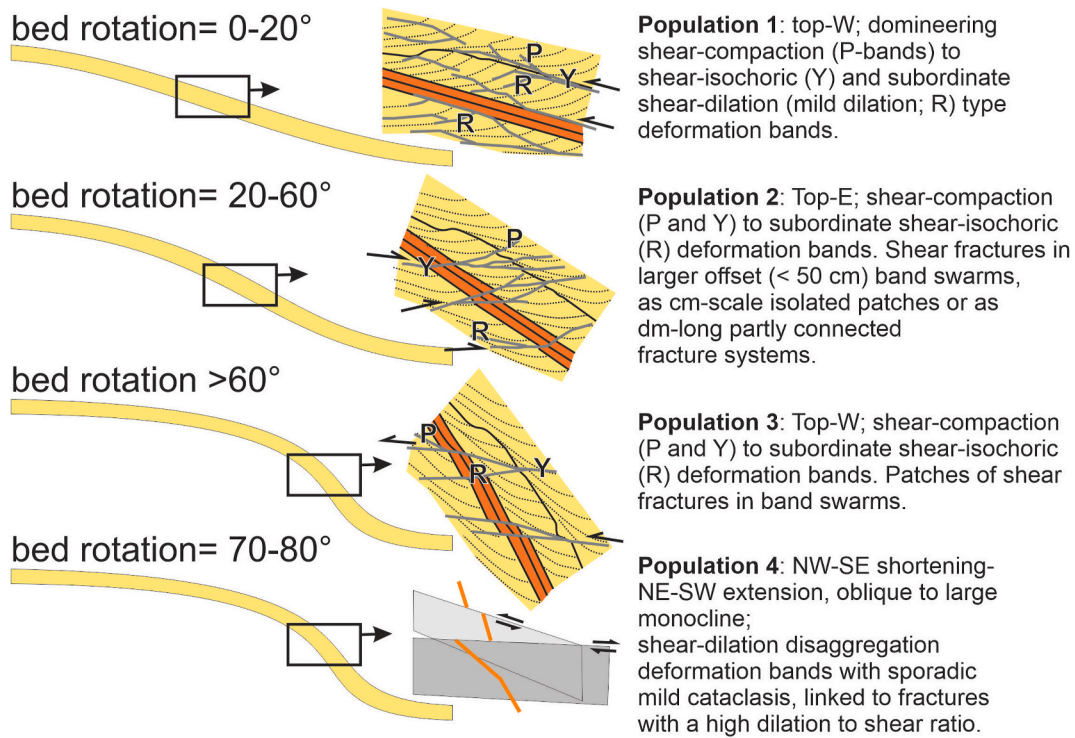 bed rotation= 0-20°
P
Y
R
R
Population 1: top-W; domineering
shear-compaction (P-bands) to
shear-isochoric (Y) and subordinate
shear-dilation (mild dilation; R) type
deformation bands.
bed rotation= 20-60°
P
Y
R
Population 2: Top-E; shear-compaction
(P and Y) to subordinate shear-isochoric
(R) deformation bands. Shear fractures in
larger offset (< 50 cm) band swarms,
as cm-scale isolated patches or as
dm-long partly connected
fracture systems.
bed rotation >60°
P
R
Y
Population 3: Top-W; shear-compaction
(P and Y) to subordinate shear-isochoric
(R) deformation bands. Patches of shear
fractures in band swarms.
bed rotation= 70-80°
Population 4: NW-SE shortening-
NE-SW extension, oblique to large
monocline;
shear-dilation disaggregation
deformation bands with sporadic
mild cataclasis, linked to fractures
with a high dilation to shear ratio.